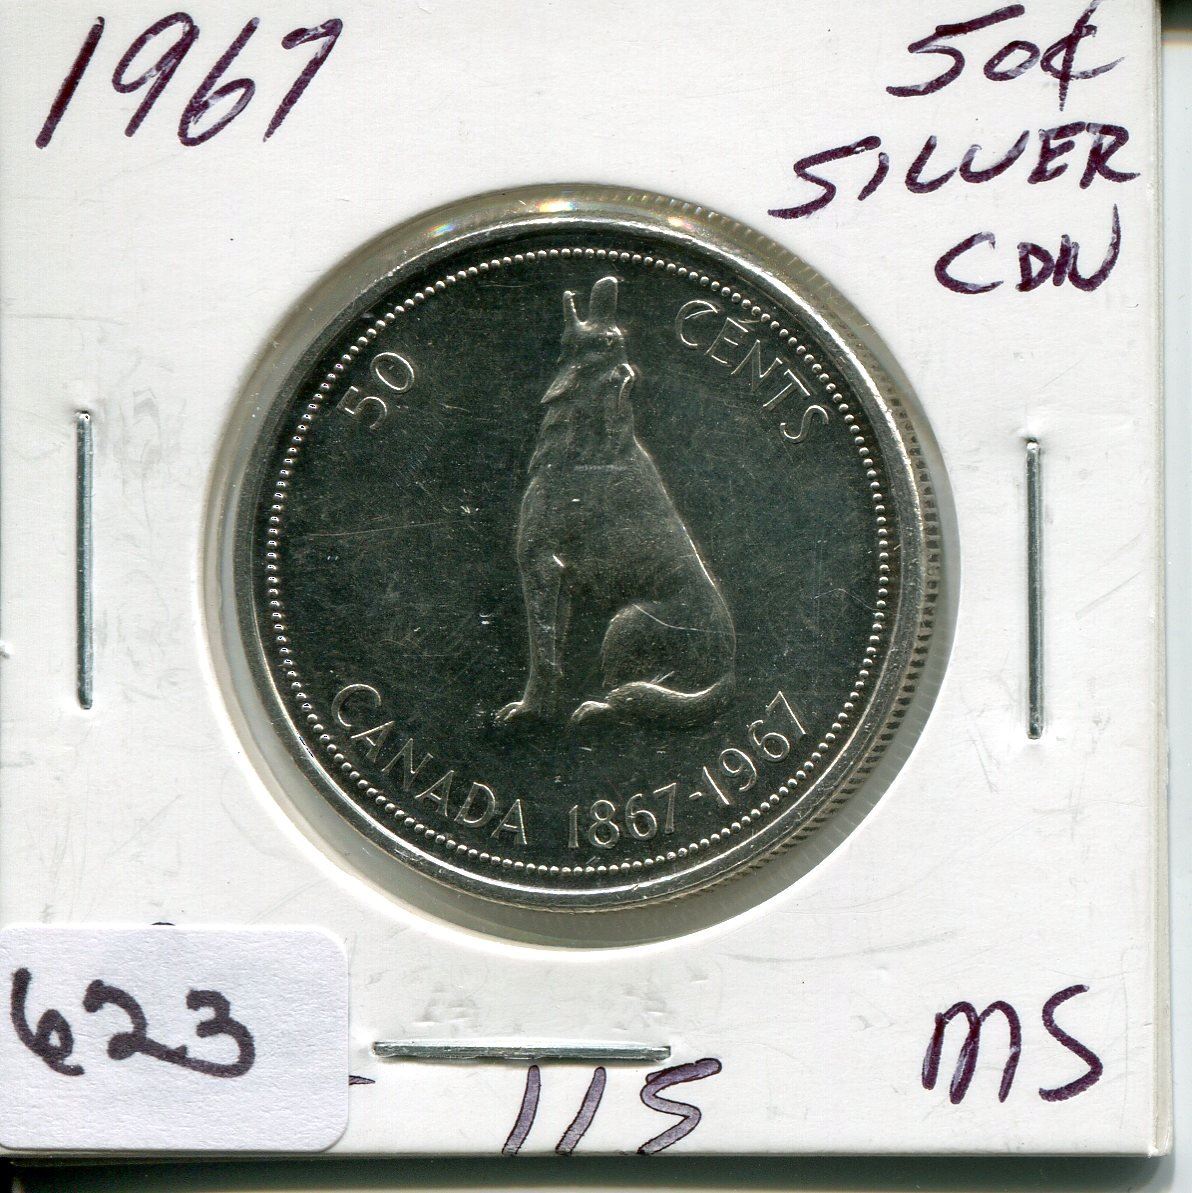 1967
50¢
SILVER
CDN
50 CENTS
CANADA 1867-1967
623
115
MS